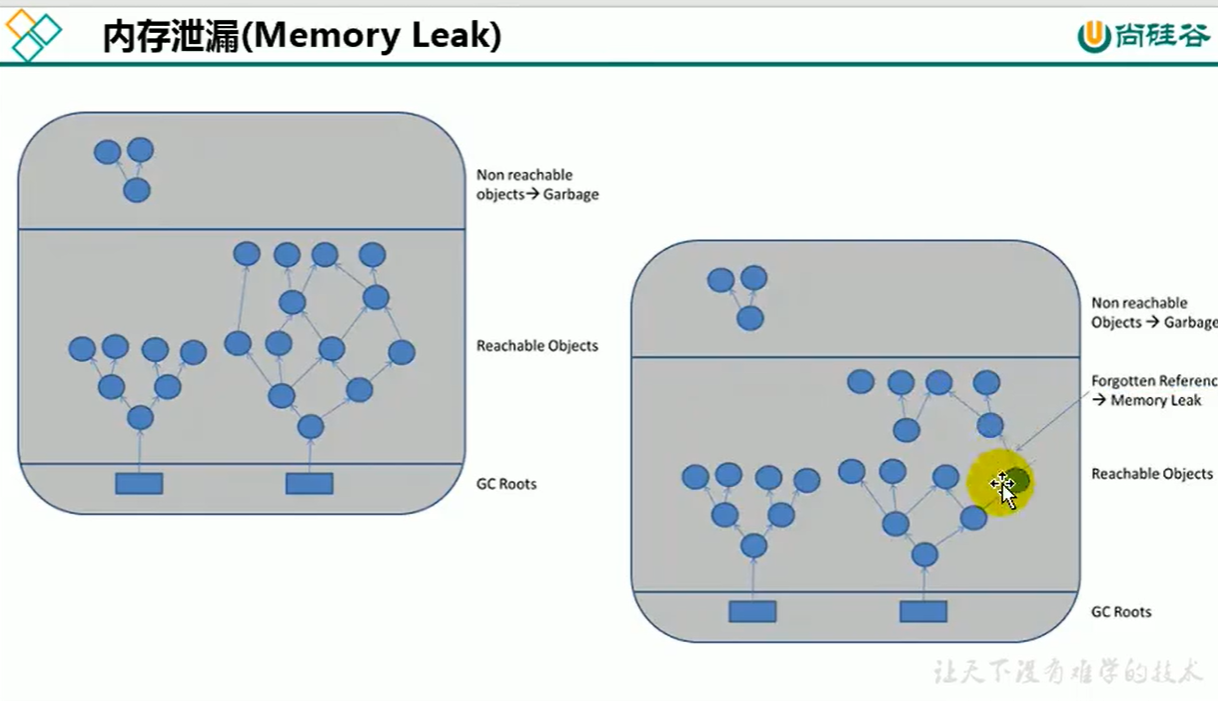 内存泄漏(Memory Leak)
尚硅谷
Non reachable
objects→ Garbage
Reachable Objects
GC Roots
Non reachable
Objects → Garbage
Forgotten Referenc
→ Memory Leak
Reachable Objects
GC Roots
让天下没有难学的技术